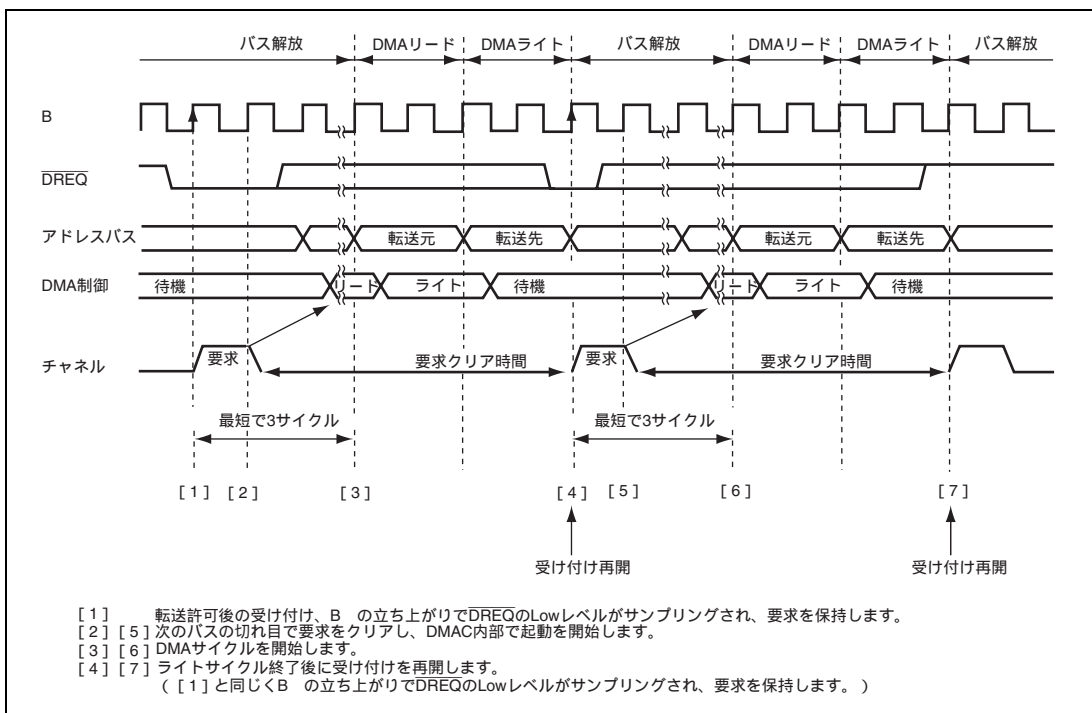 バス解放 DMAリード DMAライト バス解放 DMAリード DMAライト バス解放
B
DREQ
アドレスバス 転送元 転送先 転送元 転送先
DMA制御 待機 リード ライト 待機 リード ライト 待機
チャネル 要求 要求クリア時間 要求 要求クリア時間
最短で3サイクル 最短で3サイクル
[1] [2] [3] [4] [5] [6] [7]
受け付け再開 受け付け再開
[1] 転送許可後の受け付け、B の立ち上がりでDREQのLowレベルがサンプリングされ、要求を保持します。
[2] [5] 次のバスの切れ目で要求をクリアし、DMAC内部で起動を開始します。
[3] [6] DMAサイクルを開始します。
[4] [7] ライトサイクル終了後に受け付けを再開します。
([1]と同じくB の立ち上がりでDREQのLowレベルがサンプリングされ、要求を保持します。)